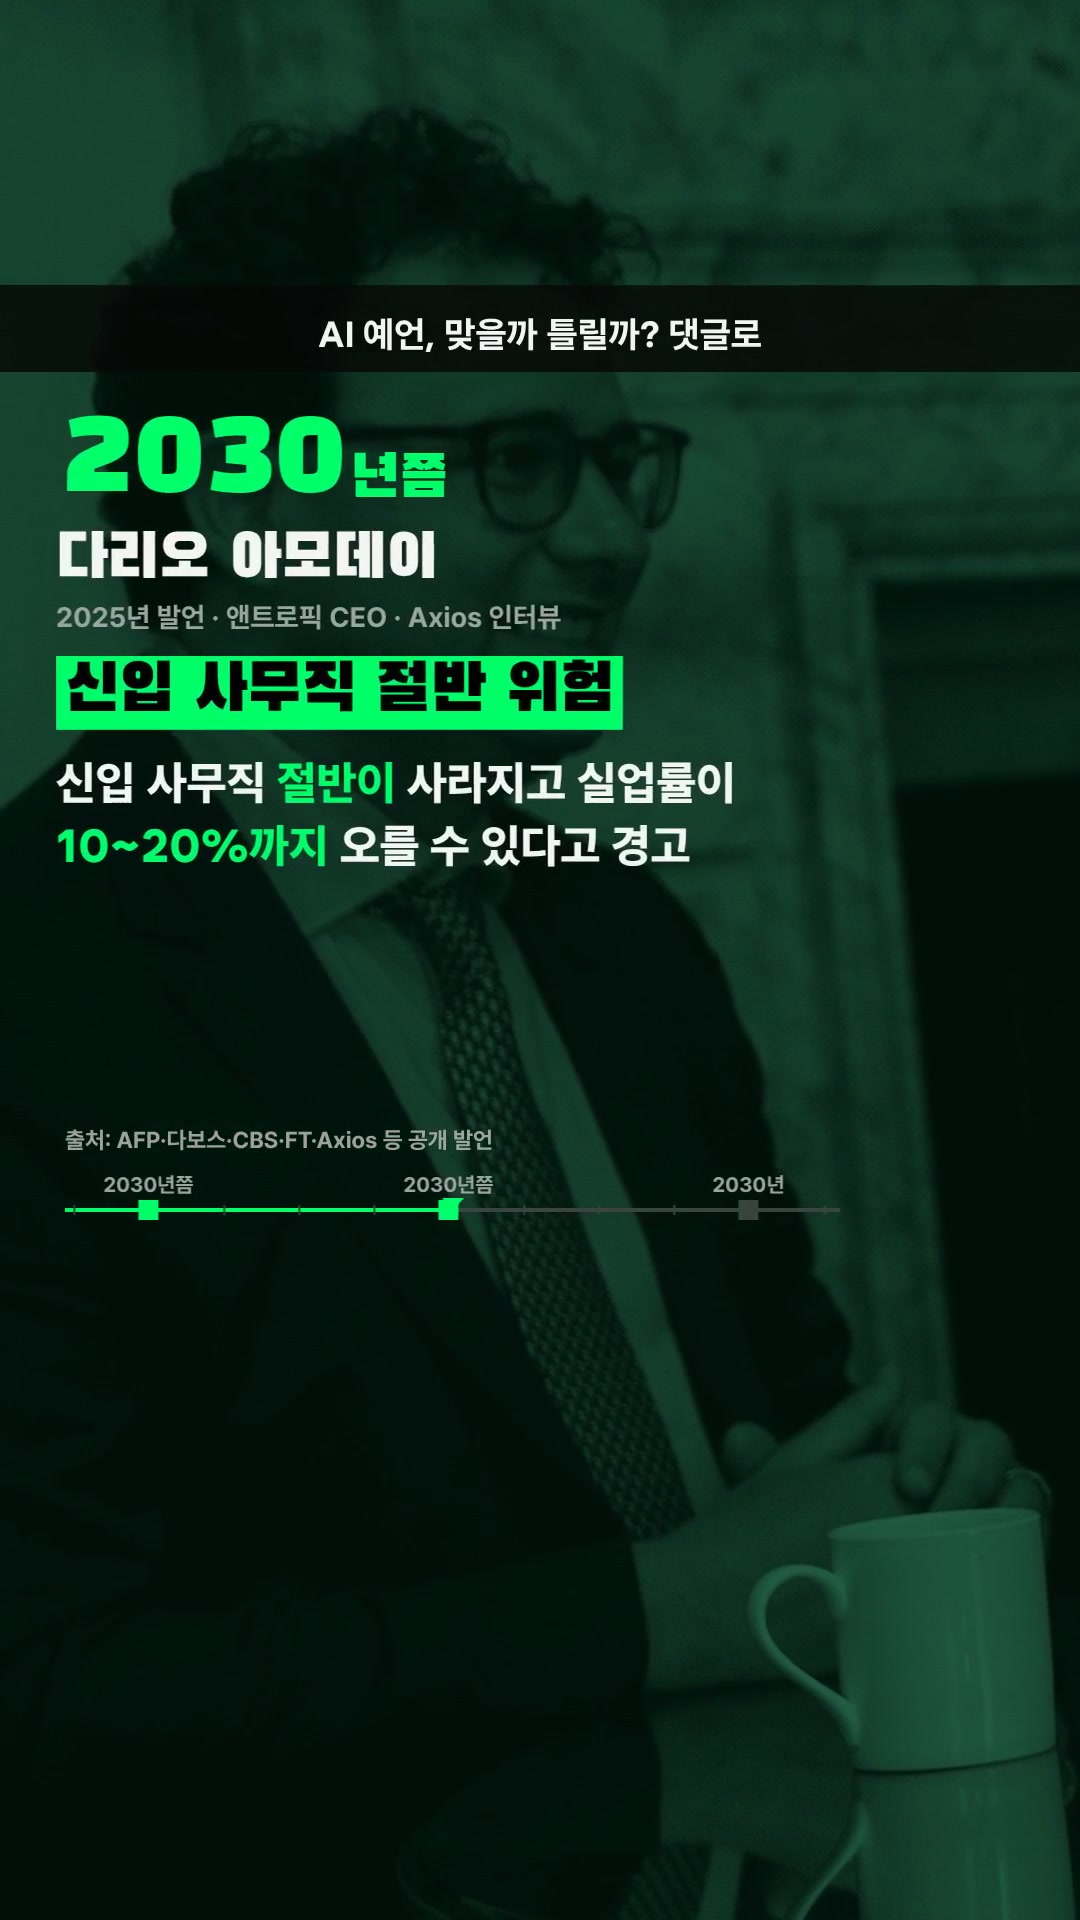 AI 예언, 맞을까 틀릴까? 댓글로
2030년쯤
다리오 아모데이
2025년 발언 · 앤트로픽 CEO · Axios 인터뷰
신입 사무직 절반 위험
신입 사무직 절반이 사라지고 실업률이
10~20%까지 오를 수 있다고 경고
출처: AFP·다보스·CBS·FT·Axios 등 공개 발언
2030년쯤 2030년쯤 2030년